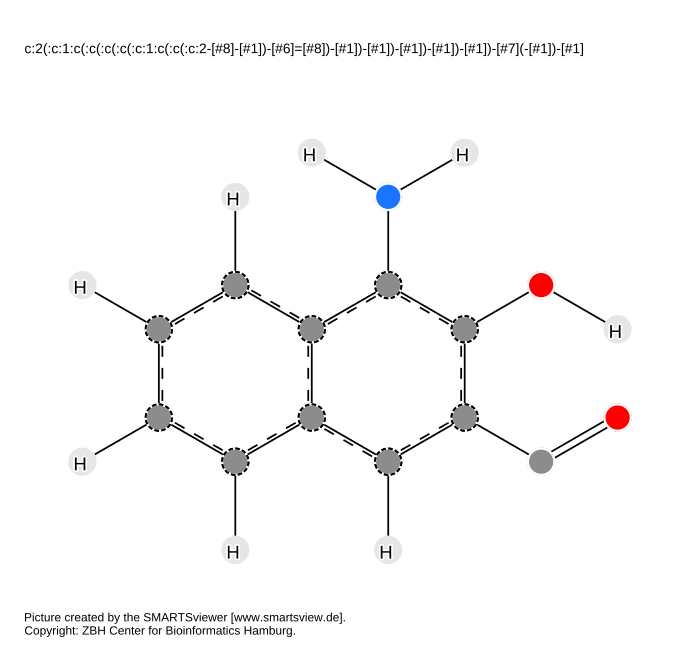 c:2(:c:1:c(:c(:c(:c(:c:1:c(:c(:c:2-[#8]-[#1])-[#6]=[#8])-[#1])-[#1])-[#1])-[#1])-[#1])-[#7](-[#1])-[#1]
H H
H
H
H
H
H H
Picture created by the SMARTSviewer [www.smartsview.de].
Copyright: ZBH Center for Bioinformatics Hamburg.